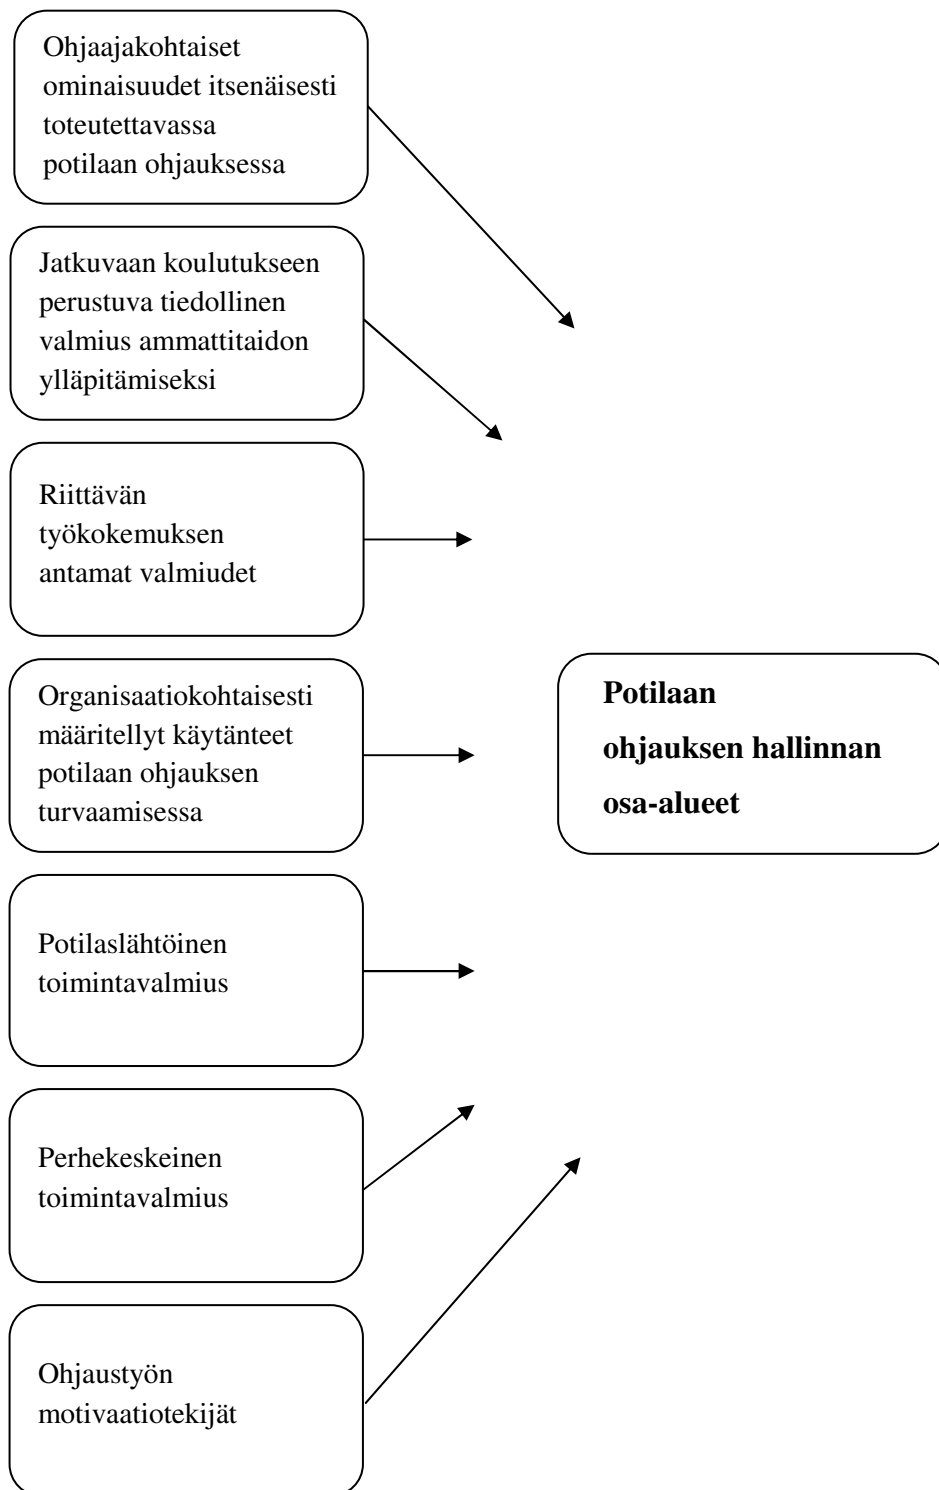 Ohjaajakohtaiset
ominaisuudet itsenäisesti
toteutettavassa
potilaan ohjauksessa
Jatkuvaan koulutukseen
perustuva tiedollinen
valmius ammattitaidon
ylläpitämiseksi
Riittävän
työkokemuksen
antamat valmiudet
Organisaatiokohtaisesti
määritellyt käytänteet
potilaan ohjauksen
turvaamisessa
Potilaan
ohjauksen hallinnan
osa-alueet
Potilaslähtöinen
toimintavalmius
Perhekeskeinen
toimintavalmius
Ohjaustyön
motivaatiotekijät